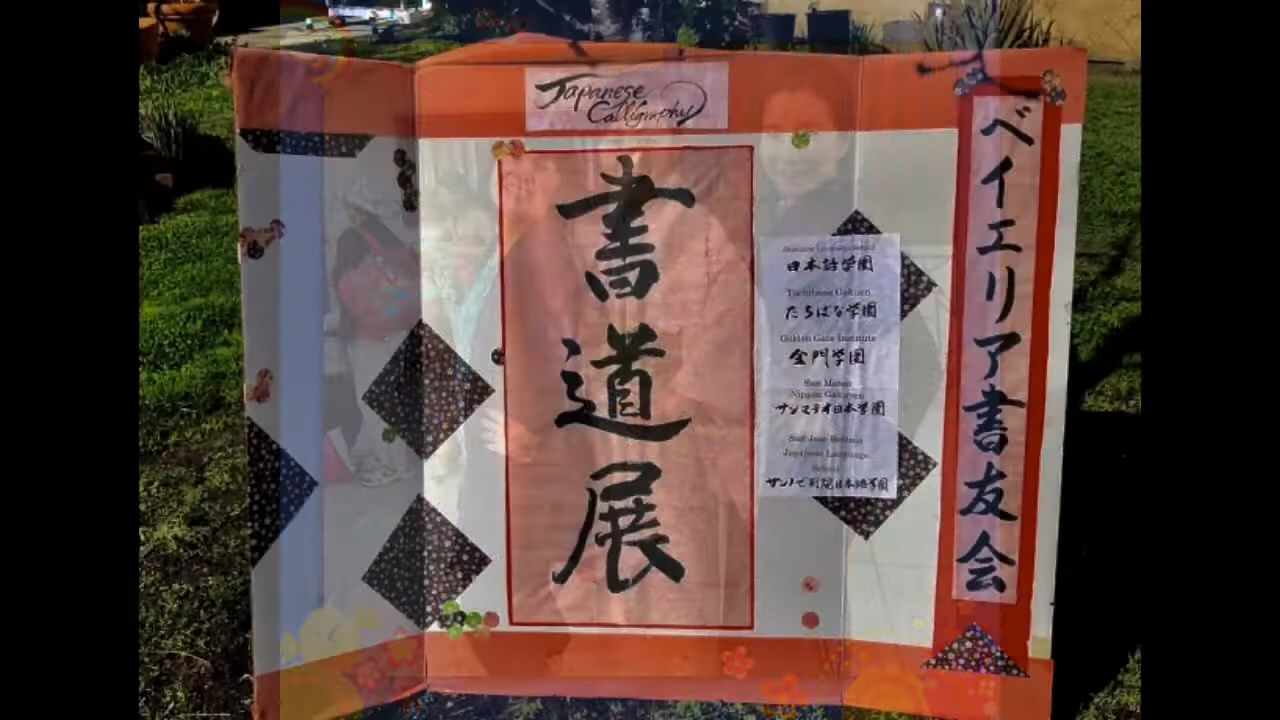 Japanese
Calligraphy
書道展
日本語学園
Tachibana Gakuen
たちばな学園
Golden Gate Institute
金門学園
San Mateo
Nippon Gakuen
サンマテオ日本学園
San Jose Betsuin
Japanese Language
School
サンノゼ別院日本語学園
ベイエリア書友会